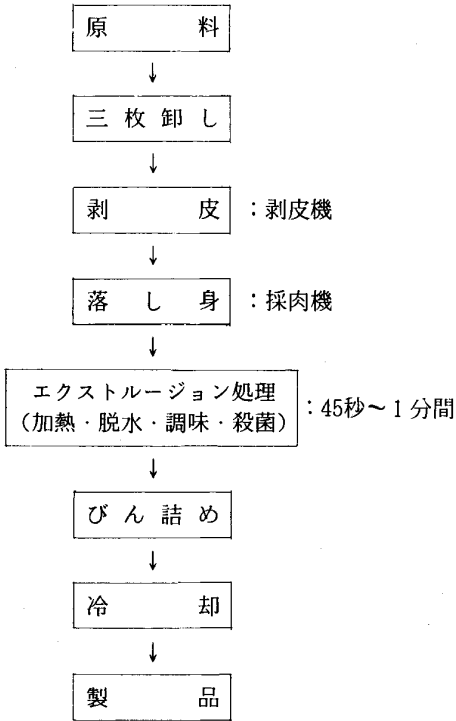 原料
↓
三枚卸し
↓
剥皮 :剥皮機
↓
落し身 :採肉機
↓
エクストルージョン処理
(加熱・脱水・調味・殺菌) :45秒～1分間
↓
びん詰め
↓
冷却
↓
製品